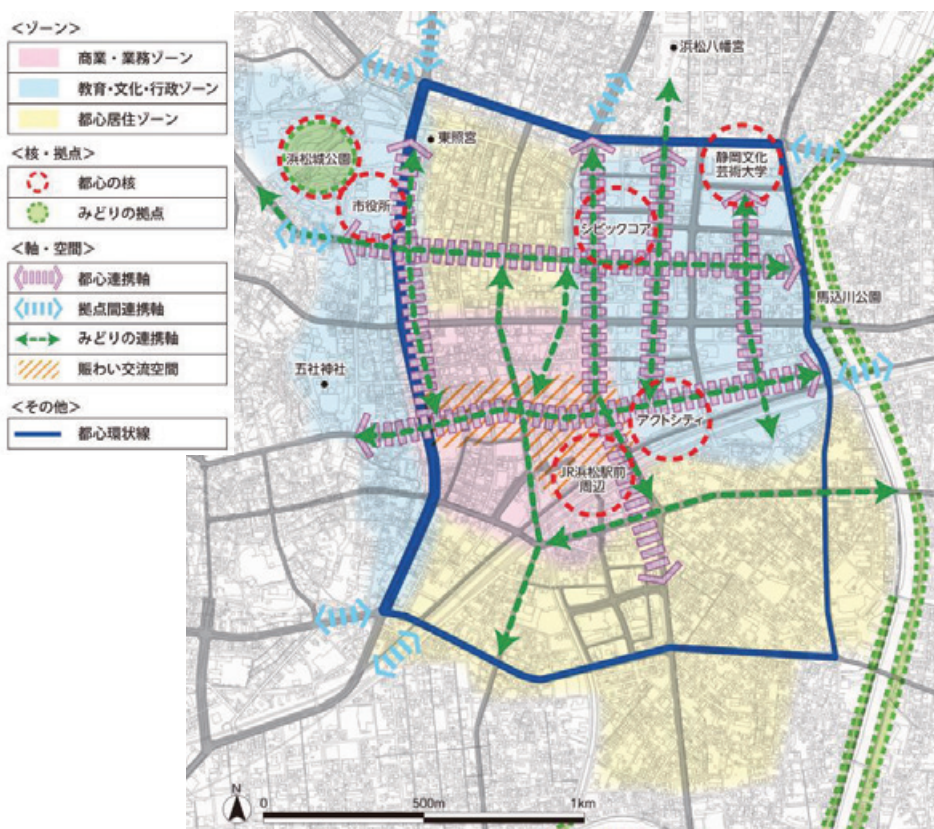 <ゾーン>
商業・業務ゾーン
教育・文化・行政ゾーン
都心居住ゾーン
<核・拠点>
都心の核
みどりの拠点
<軸・空間>
都心連携軸
拠点間連携軸
みどりの連携軸
賑わい交流空間
<その他>
都心環状線
浜松八幡宮
東照宮
浜松城公園
静岡文化
芸術大学
市役所
シビックコア
馬込川公園
五社神社
アクトシティ
JR浜松駅前
周辺
N
0
500m
1km